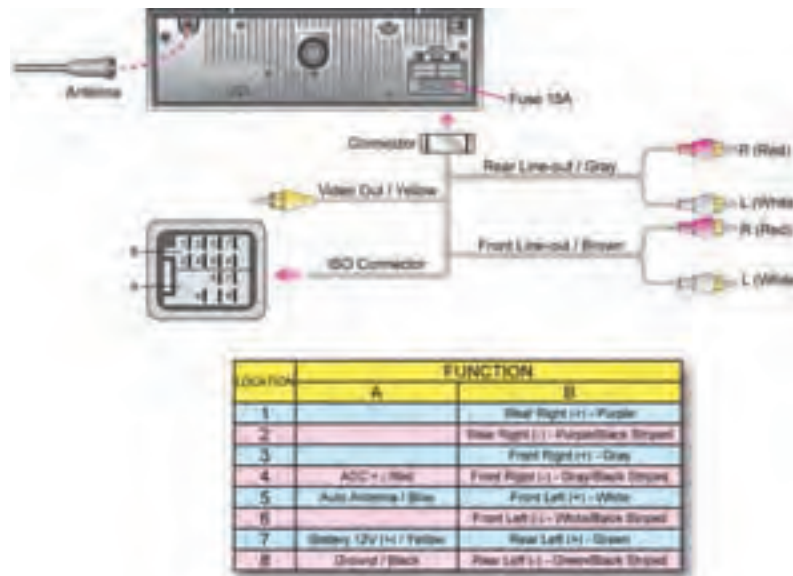 Antenna
Fuse 15A
Connector
Rear Line-out / Gray
R (Red)
Video Out / Yellow
L (White
R (Red)
Front Line-out / Brown
B
ISO Connector
A
L (White
LOCATION
FUNCTION
A
B
1 Rear Right (+) - Purple
2 Rear Right (-) - Purple/Black Striped
3 Front Right (+) - Gray
4 ACC + / Red Front Right (-) - Gray/Black Striped
5 Auto Antenna / Blue Front Left (+) - White
6 Front Left (-) - White/Black Striped
7 Battery 12V (+) / Yellow Rear Left (+) - Green
8 Ground / Black Rear Left (-) - Green/Black Striped